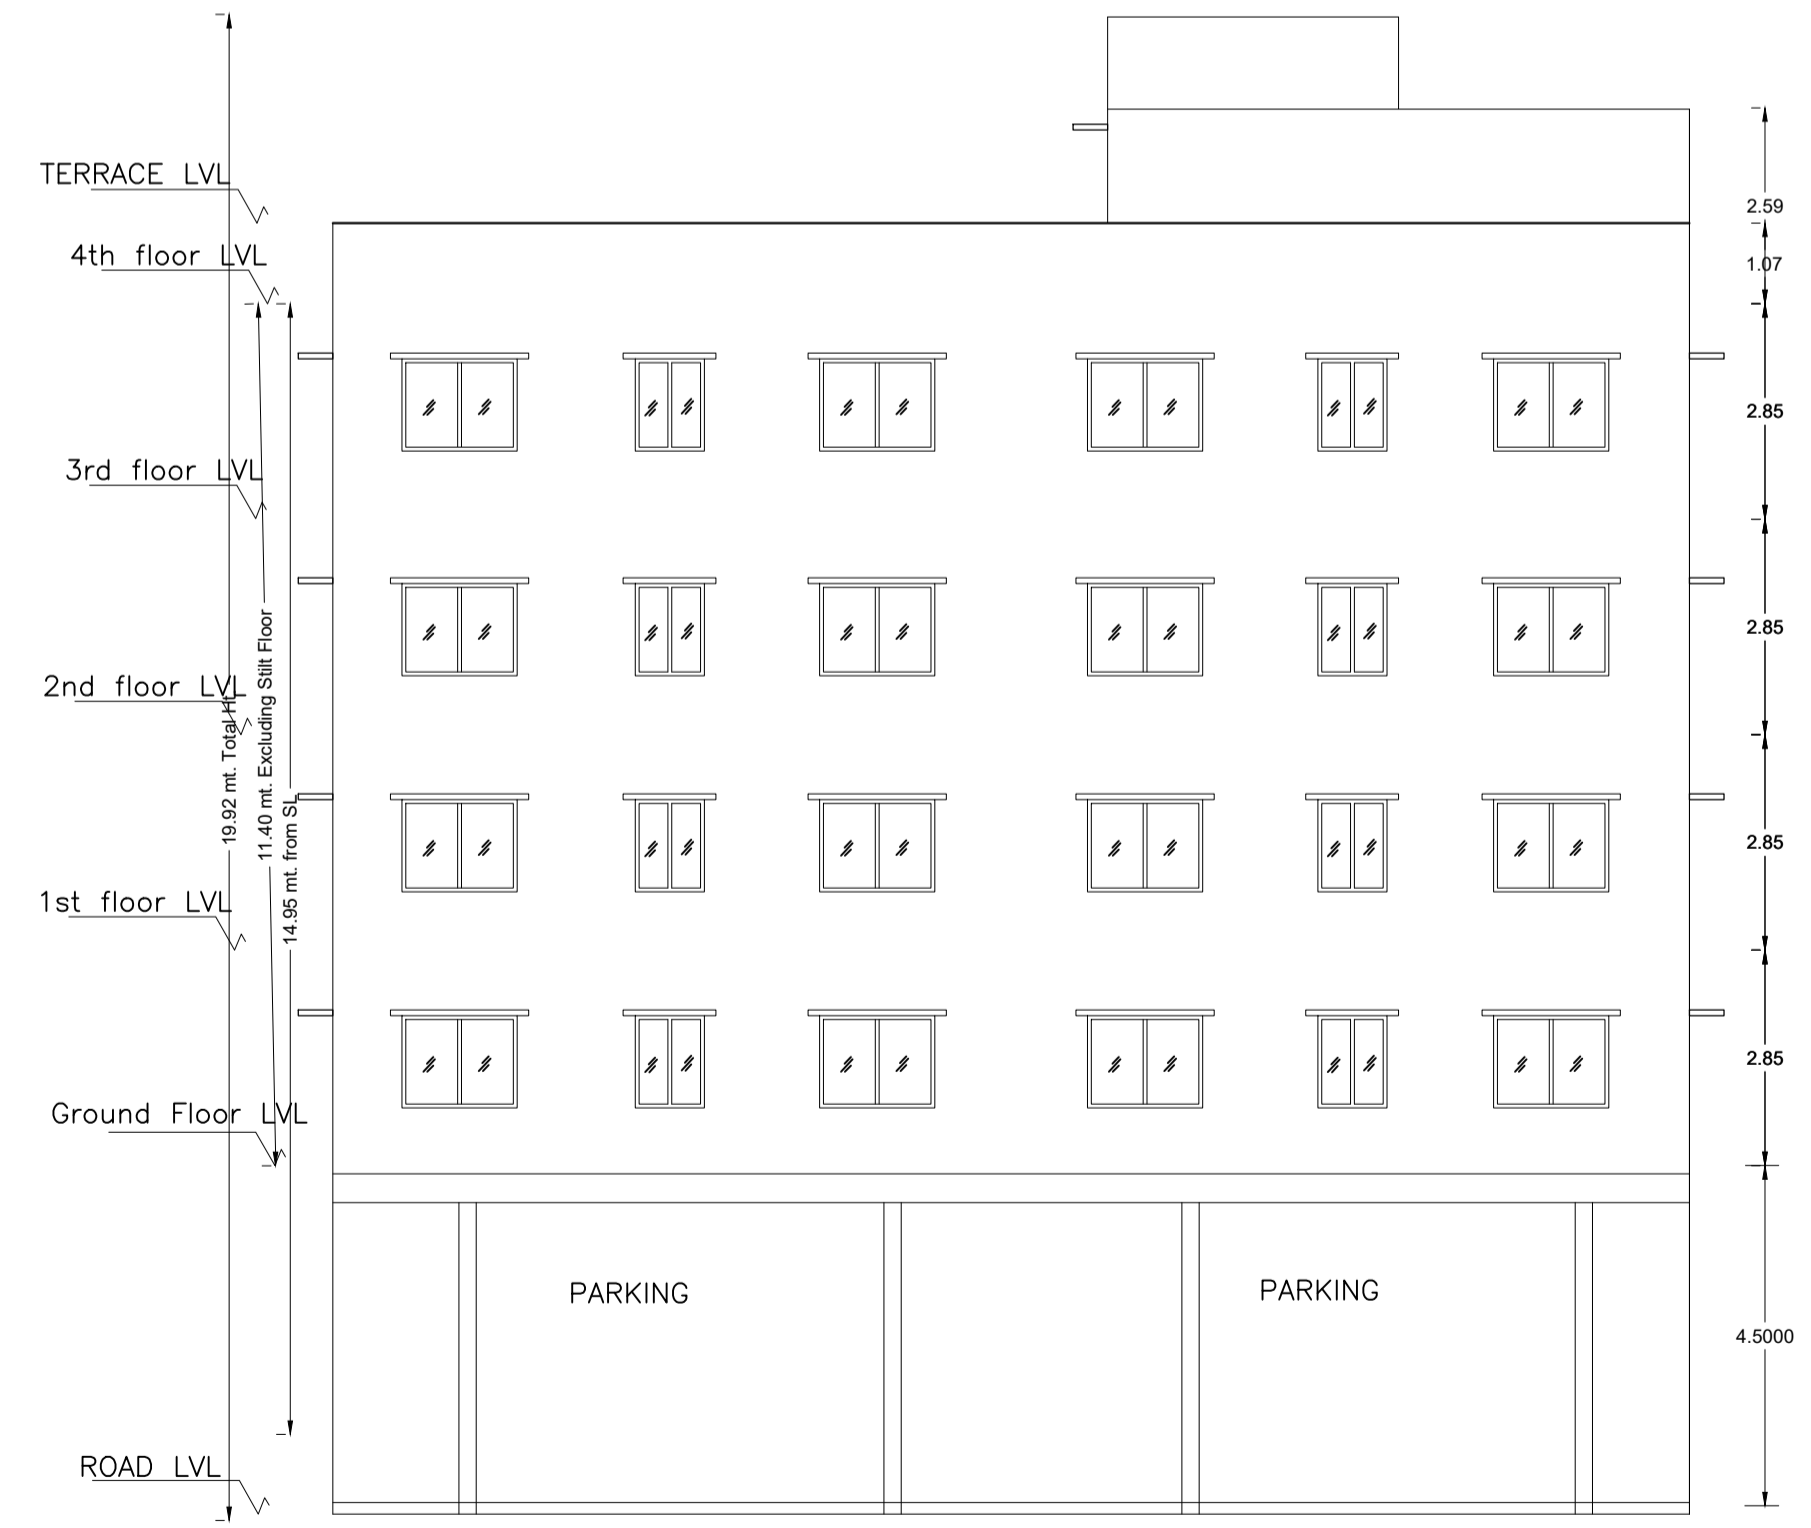 TERRACE LVL
2.59
4th floor LVL
1.07
2.85
3rd floor LVL
2.85
2nd floor LVL
19.92 mt. Total Ht.
11.40 mt. Excluding Stilt Floor
14.95 mt. from SL
2.85
1st floor LVL
2.85
Ground Floor LVL
PARKING
PARKING
4.5000
ROAD LVL